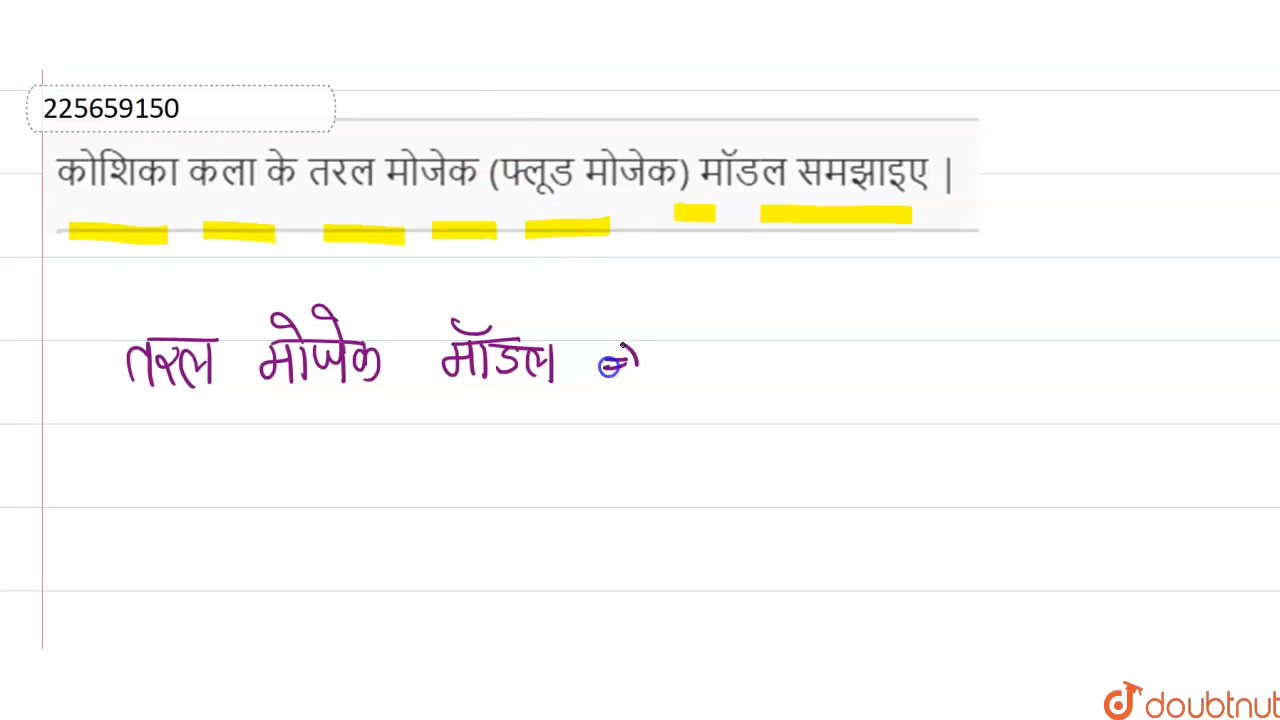 225659150
कोशिका कला के तरल मोजेक (फ्लूड मोजेक) मॉडल समझाइए |
तरल मोजेक मॉडल ⇒
doubtnut